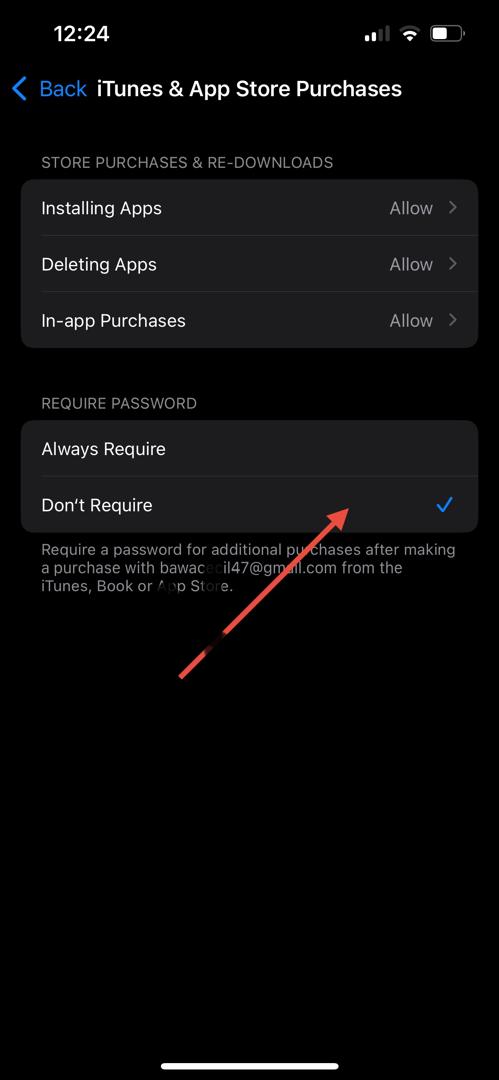 12:24
Back iTunes & App Store Purchases
STORE PURCHASES & RE-DOWNLOADS
Installing Apps Allow
Deleting Apps Allow
In-app Purchases Allow
REQUIRE PASSWORD
Always Require
Don't Require
Require a password for additional purchases after making
a purchase with bawacecil47@gmail.com from the
iTunes, Book or App Store.